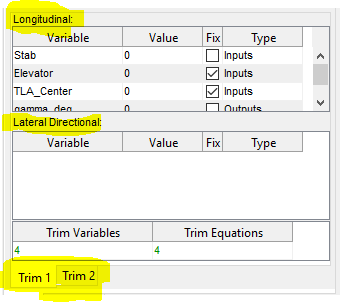 Longitudinal:
Variable Value Fix Type
Stab 0 Inputs
Elevator 0 Inputs
TLA_Center 0 Inputs
gamma_deg 0 Outputs
Lateral Directional:
Variable Value Fix Type
Trim Variables Trim Equations
4 4
Trim 1 Trim 2